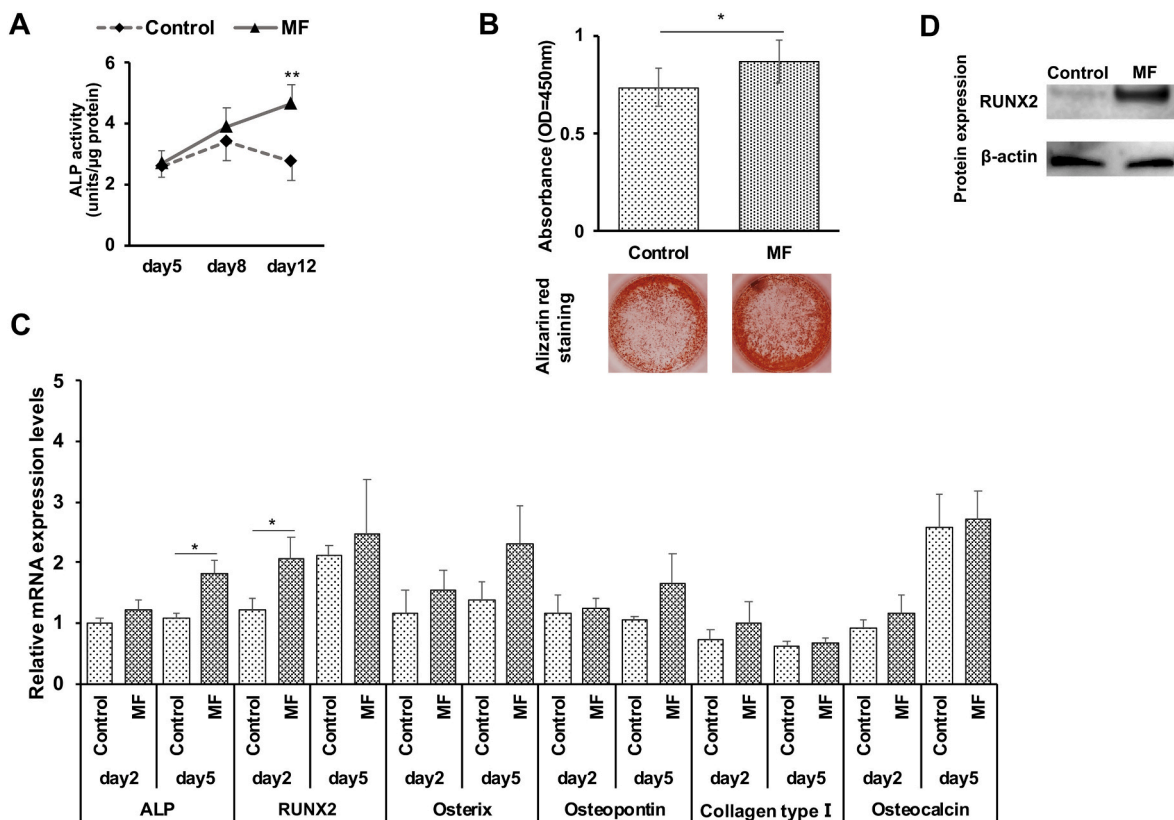 A
Control
MF
ALP activity
(units/µg protein)
6
4
2
0
**
day5
day8
day12
B
Absorbance (OD=450nm)
1
0.5
0
*
Control
MF
Alizarin red
staining
D
Protein expression
Control
MF
RUNX2
β-actin
C
Relative mRNA expression levels
5
4
3
2
1
0
*
*
Control
MF
Control
MF
Control
MF
Control
MF
Control
MF
Control
MF
Control
MF
Control
MF
Control
MF
Control
MF
Control
MF
Control
MF
day2
day5
day2
day5
day2
day5
day2
day5
day2
day5
day2
day5
ALP
RUNX2
Osterix
Osteopontin
Collagen type Ⅰ
Osteocalcin